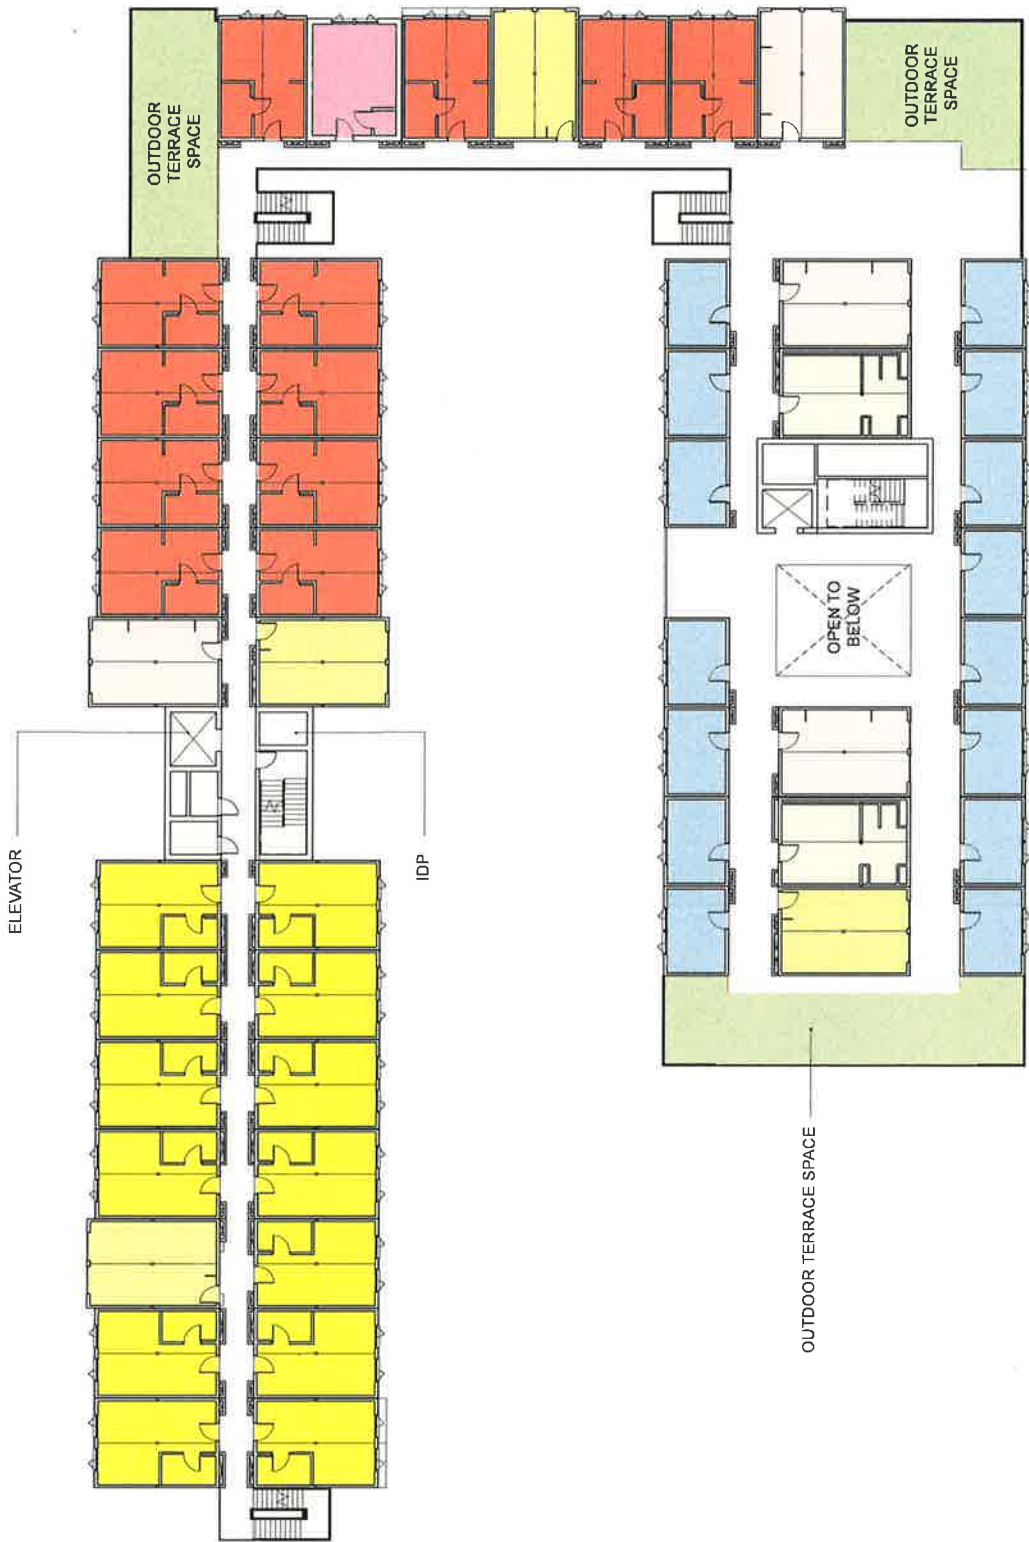 OUTDOOR
TERRACE
SPACE
OUTDOOR
TERRACE
SPACE
ELEVATOR
IDP
OPEN TO
BELOW
OUTDOOR TERRACE SPACE